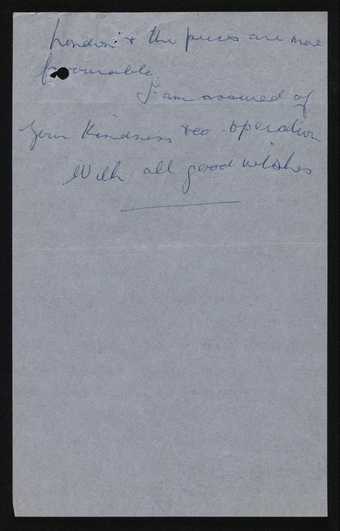 London & the prices are more
favourable.
I am assured of
Your Kindness & co-operation
With all good wishes